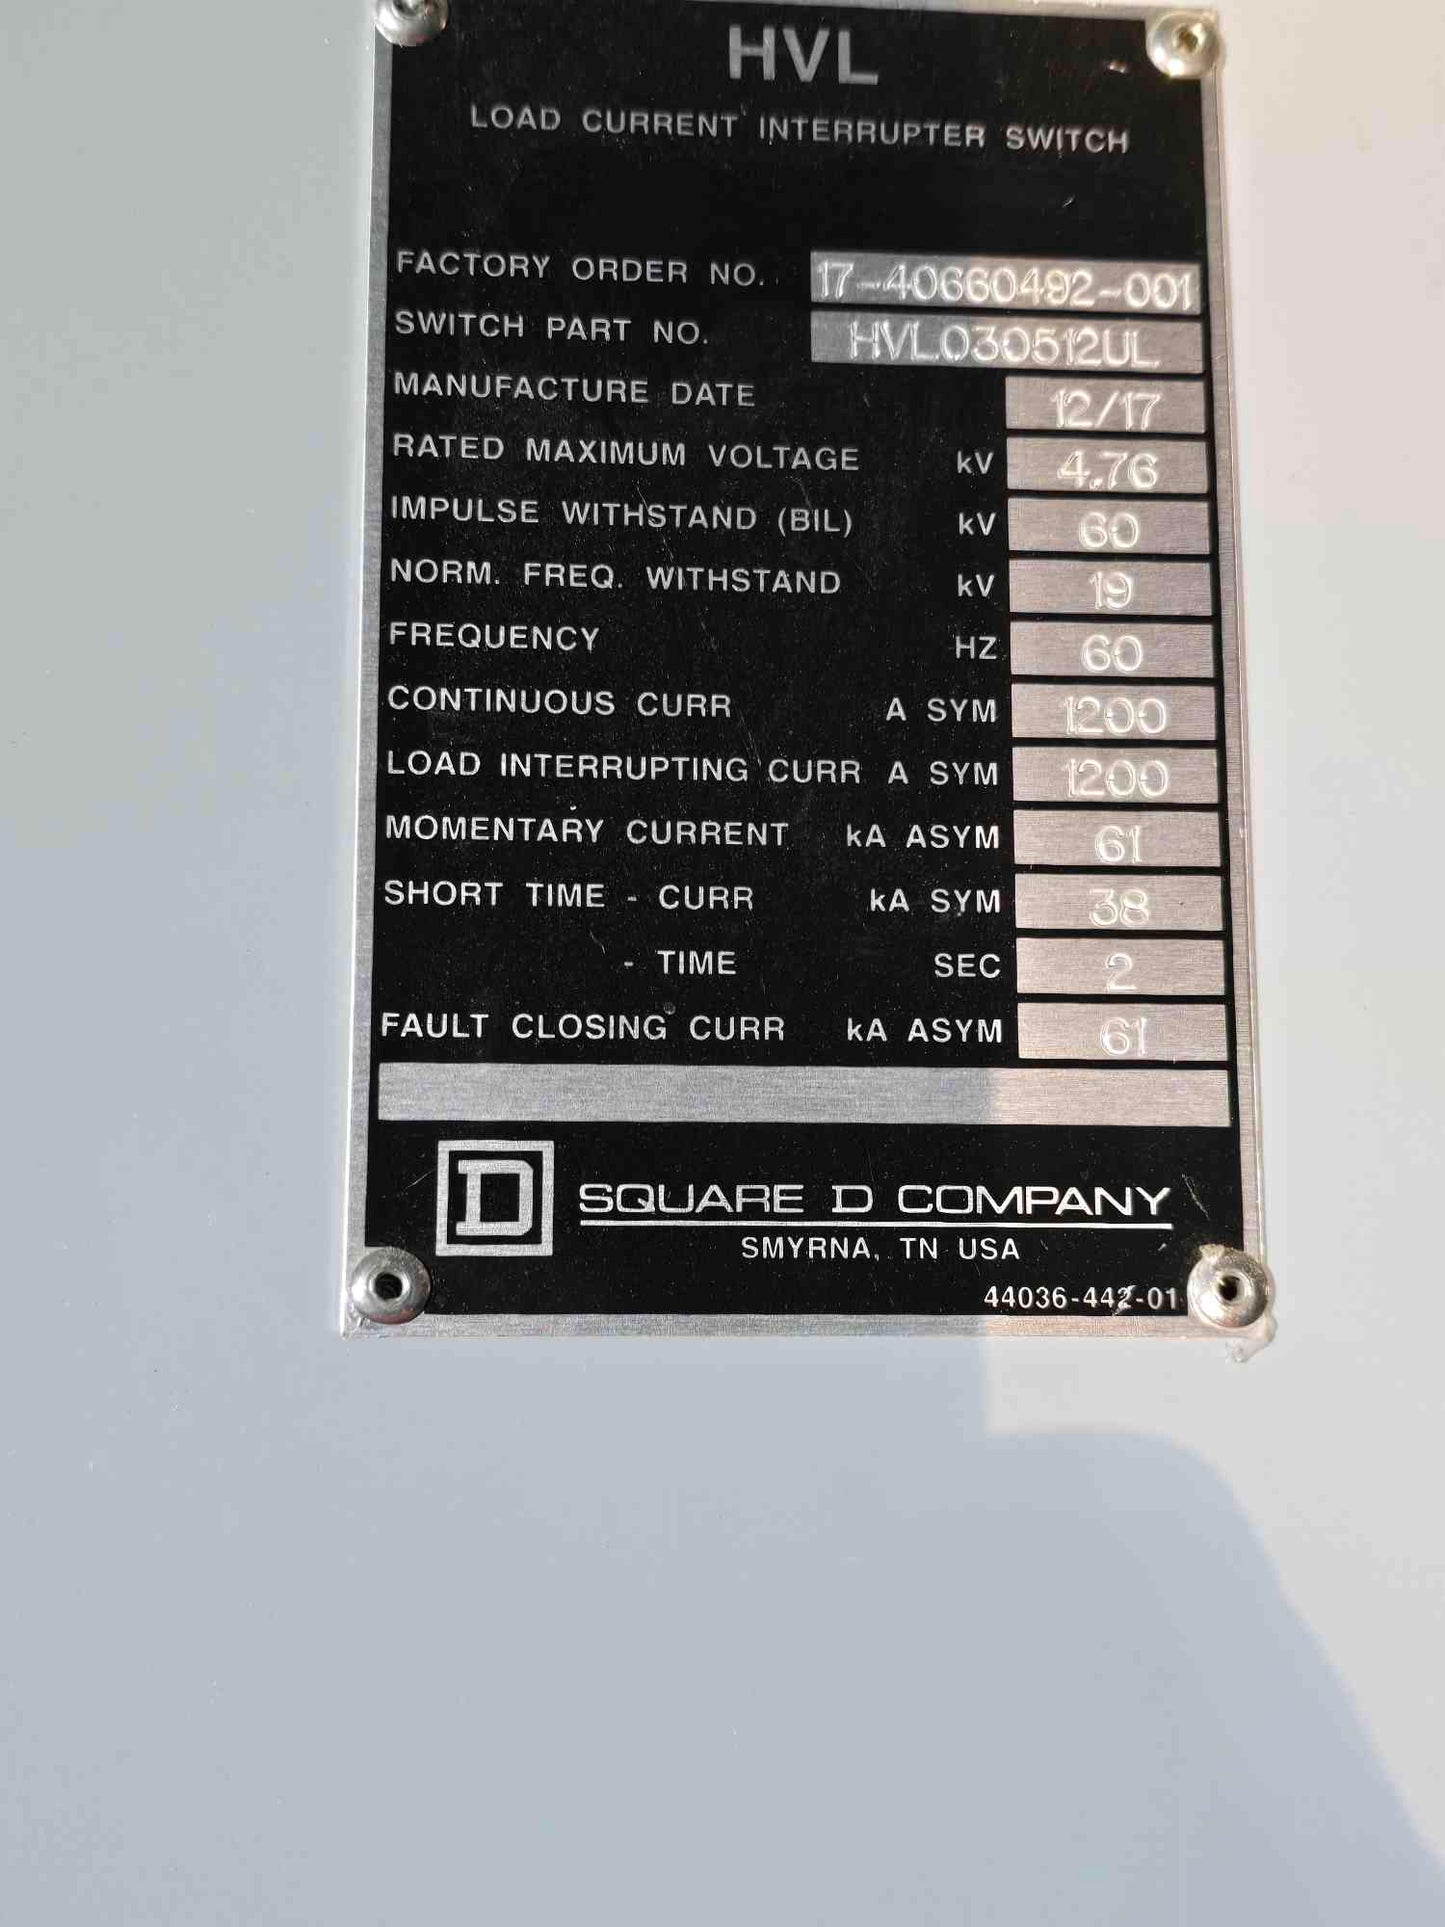 HVL
LOAD CURRENT INTERRUPTER SWITCH
FACTORY ORDER NO. 17-40660492-001
SWITCH PART NO. HVL030512UL
MANUFACTURE DATE 12/17
RATED MAXIMUM VOLTAGE kV 4.76
IMPULSE WITHSTAND (BIL) kV 60
NORM. FREQ. WITHSTAND kV 19
FREQUENCY HZ 60
CONTINUOUS CURR A SYM 1200
LOAD INTERRUPTING CURR A SYM 1200
MOMENTARY CURRENT kA ASYM 61
SHORT TIME - CURR kA SYM 38
- TIME SEC 2
FAULT CLOSING CURR kA ASYM 61
D SQUARE D COMPANY
SMYRNA, TN USA
44036-442-01